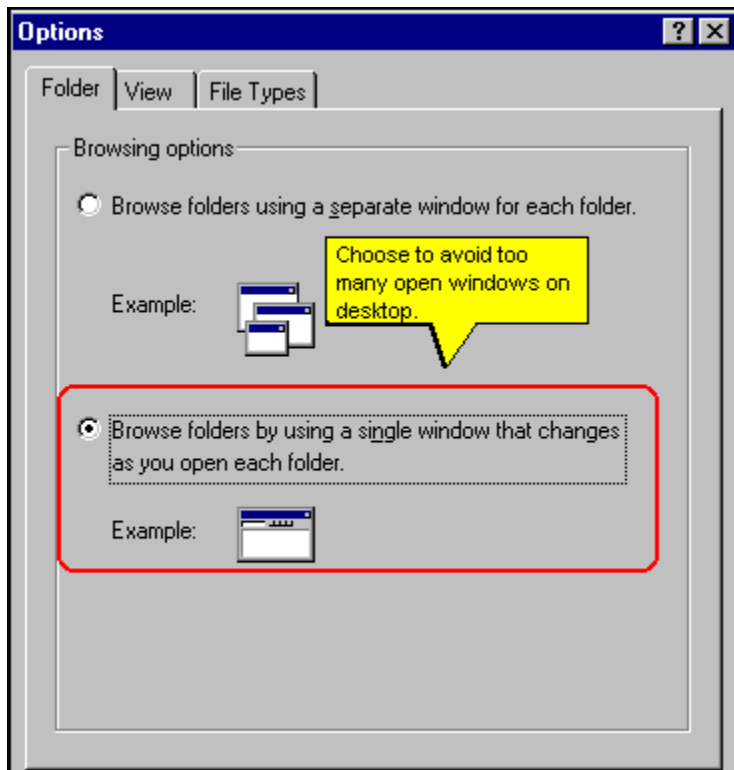 Options
Folder View File Types
Browsing options
Browse folders using a separate window for each folder.
Choose to avoid too
many open windows on
desktop.
Example:
Browse folders by using a single window that changes
as you open each folder.
Example: